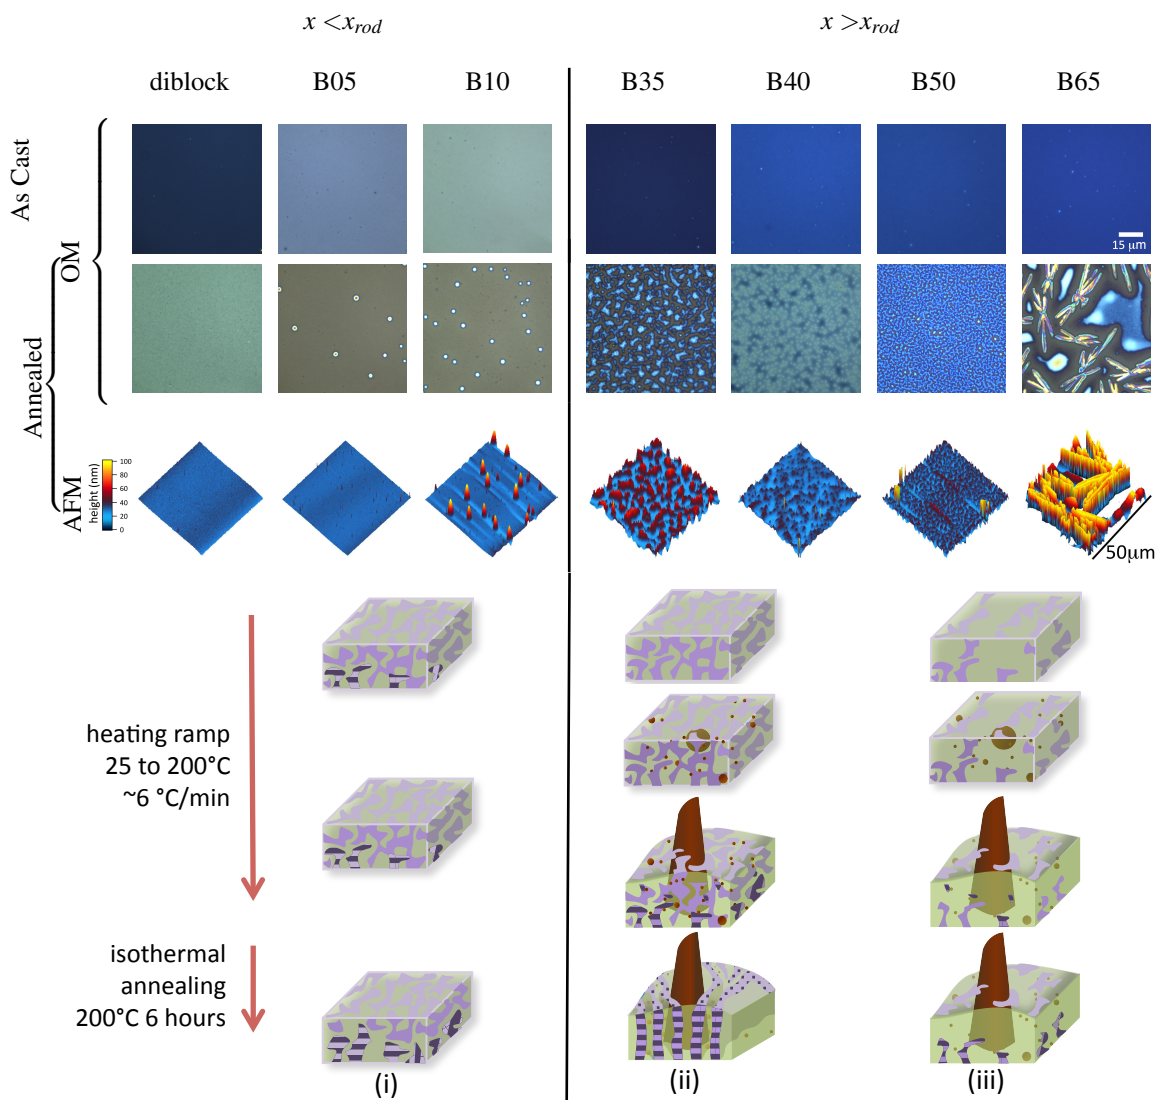 x < x_rod
x > x_rod
diblock
B05
B10
B35
B40
B50
B65
As Cast
OM
15 μm
Annealed
AFM
height (nm)
100
80
60
40
20
0
50μm
heating ramp
25 to 200°C
~6 °C/min
isothermal
annealing
200°C 6 hours
(i)
(ii)
(iii)